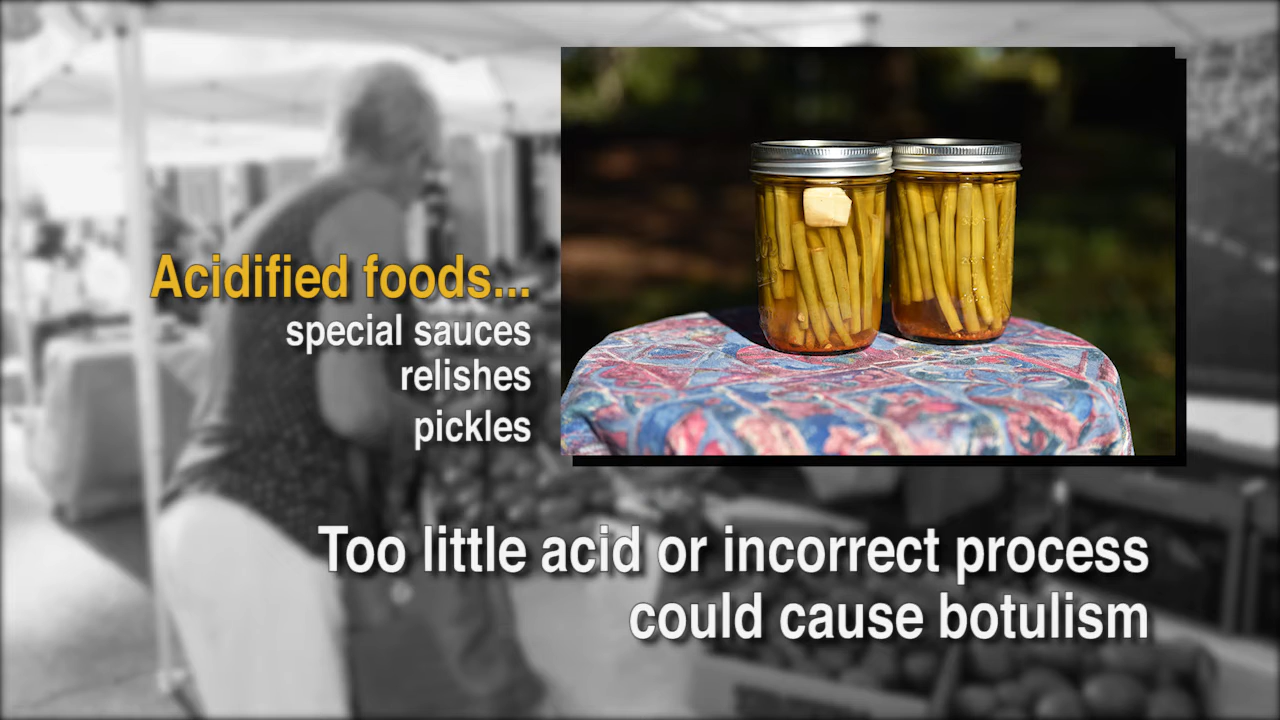 Acidified foods...
special sauces
relishes
pickles
Too little acid or incorrect process
could cause botulism